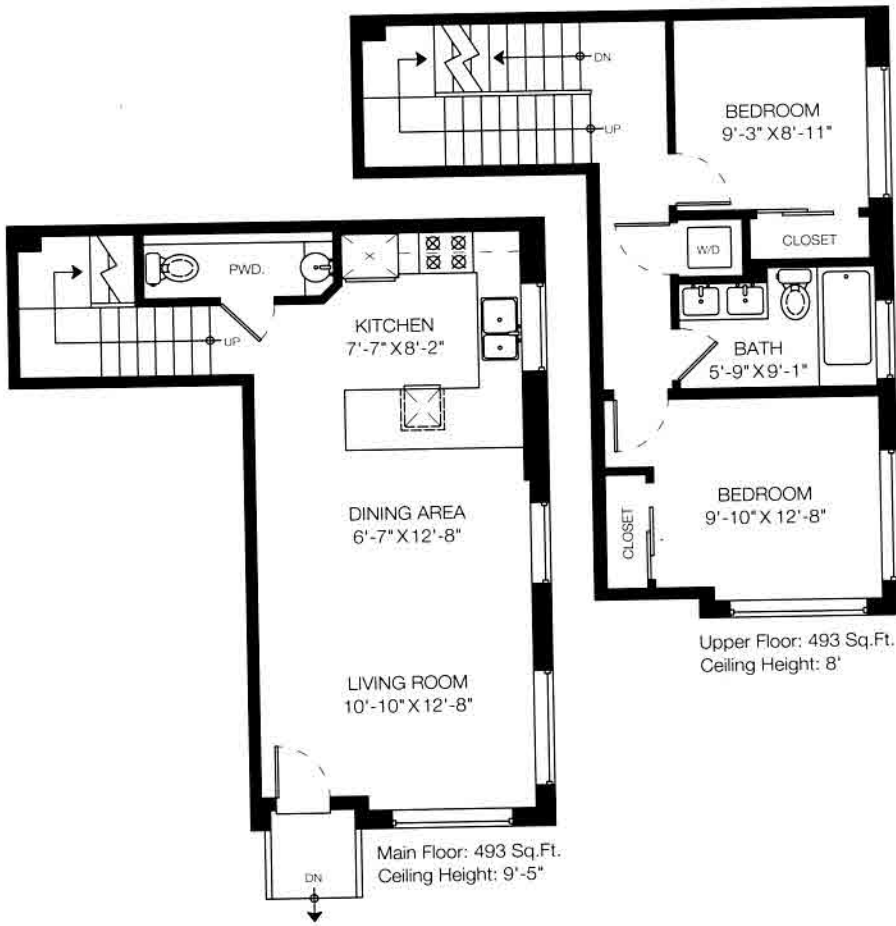 DN
UP
BEDROOM
9'-3" X 8'-11"
W/D
CLOSET
BATH
5'-9" X 9'-1"
BEDROOM
9'-10" X 12'-8"
CLOSET
Upper Floor: 493 Sq.Ft.
Ceiling Height: 8'
PWD.
UP
KITCHEN
7'-7" X 8'-2"
DINING AREA
6'-7" X 12'-8"
LIVING ROOM
10'-10" X 12'-8"
DN
Main Floor: 493 Sq.Ft.
Ceiling Height: 9'-5"